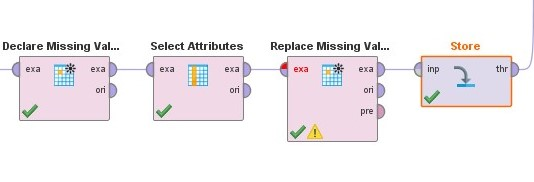 Declare Missing Val...
Select Attributes
Replace Missing Val...
Store
exa exa
ori
exa exa
ori
exa exa
ori
pre
inp thr